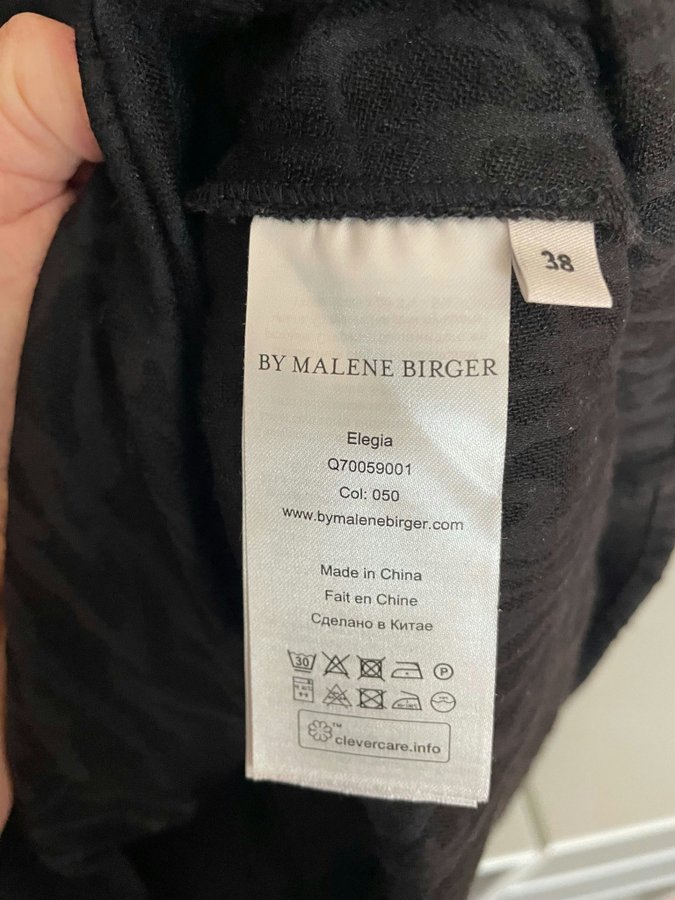 38
BY MALENE BIRGER
Elegia
Q70059001
Col: 050
www.bymalenebirger.com
Made in China
Fait en Chine
Сделано в Китае
30
P
™
clevercare.info